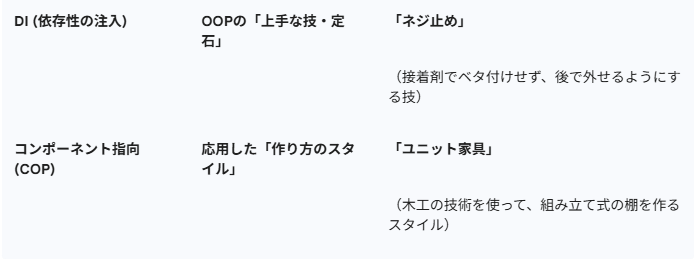 DI (依存性の注入)
OOPの「上手な技・定
石」
「ネジ止め」
（接着剤でベタ付けせず、後で外せるようにす
る技）
コンポーネント指向
(COP)
応用した「作り方のスタ
イル」
「ユニット家具」
（木工の技術を使って、組み立て式の棚を作る
スタイル）